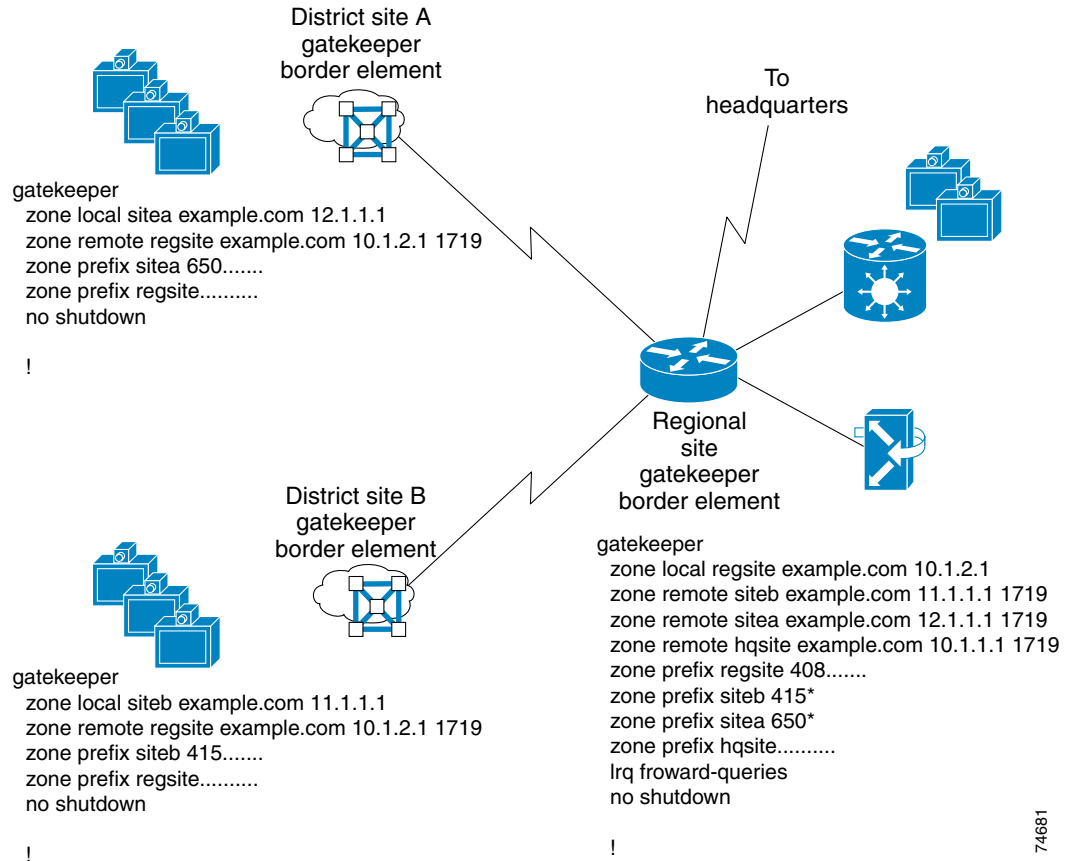 District site A
gatekeeper
border element
To
headquarters
gatekeeper
zone local sitea example.com 12.1.1.1
zone remote regsite example.com 10.1.2.1 1719
zone prefix sitea 650.......
zone prefix regsite..........
no shutdown
!
Regional
site
gatekeeper
border element
District site B
gatekeeper
border element
gatekeeper
zone local siteb example.com 11.1.1.1
zone remote regsite example.com 10.1.2.1 1719
zone prefix siteb 415.......
zone prefix regsite..........
no shutdown
!
gatekeeper
zone local regsite example.com 10.1.2.1
zone remote siteb example.com 11.1.1.1 1719
zone remote sitea example.com 12.1.1.1 1719
zone remote hqsite example.com 10.1.1.1 1719
zone prefix regsite 408.......
zone prefix siteb 415*
zone prefix sitea 650*
zone prefix hqsite..........
lrq froward-queries
no shutdown
!
74681